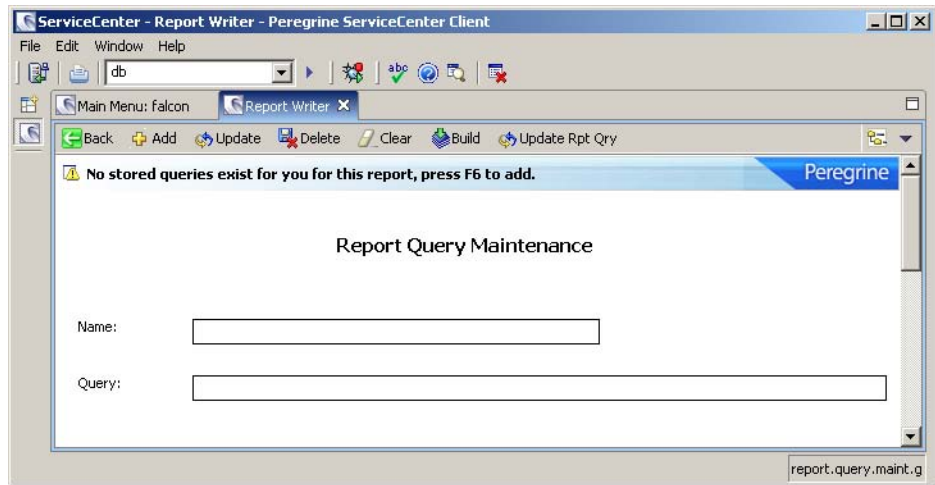 ServiceCenter - Report Writer - Peregrine ServiceCenter Client
File Edit Window Help
db
abc
Main Menu: falcon Report Writer
Back Add Update Delete Clear Build Update Rpt Qry
No stored queries exist for you for this report, press F6 to add. Peregrine
Report Query Maintenance
Name:
Query:
report.query.maint.g